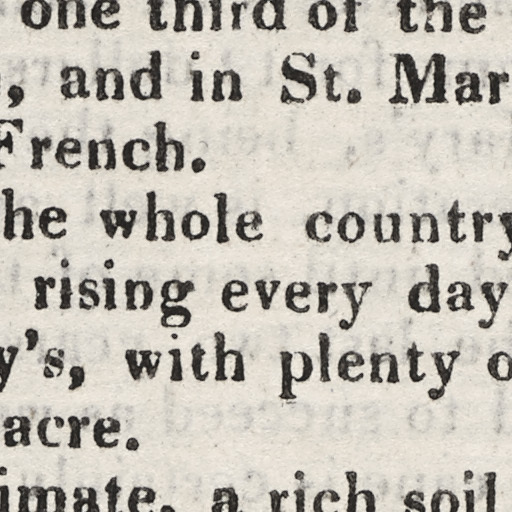 one third of the
, and in St. Mar
French.
he whole country
rising every day
y's, with plenty o
acre.
imate, a rich soil